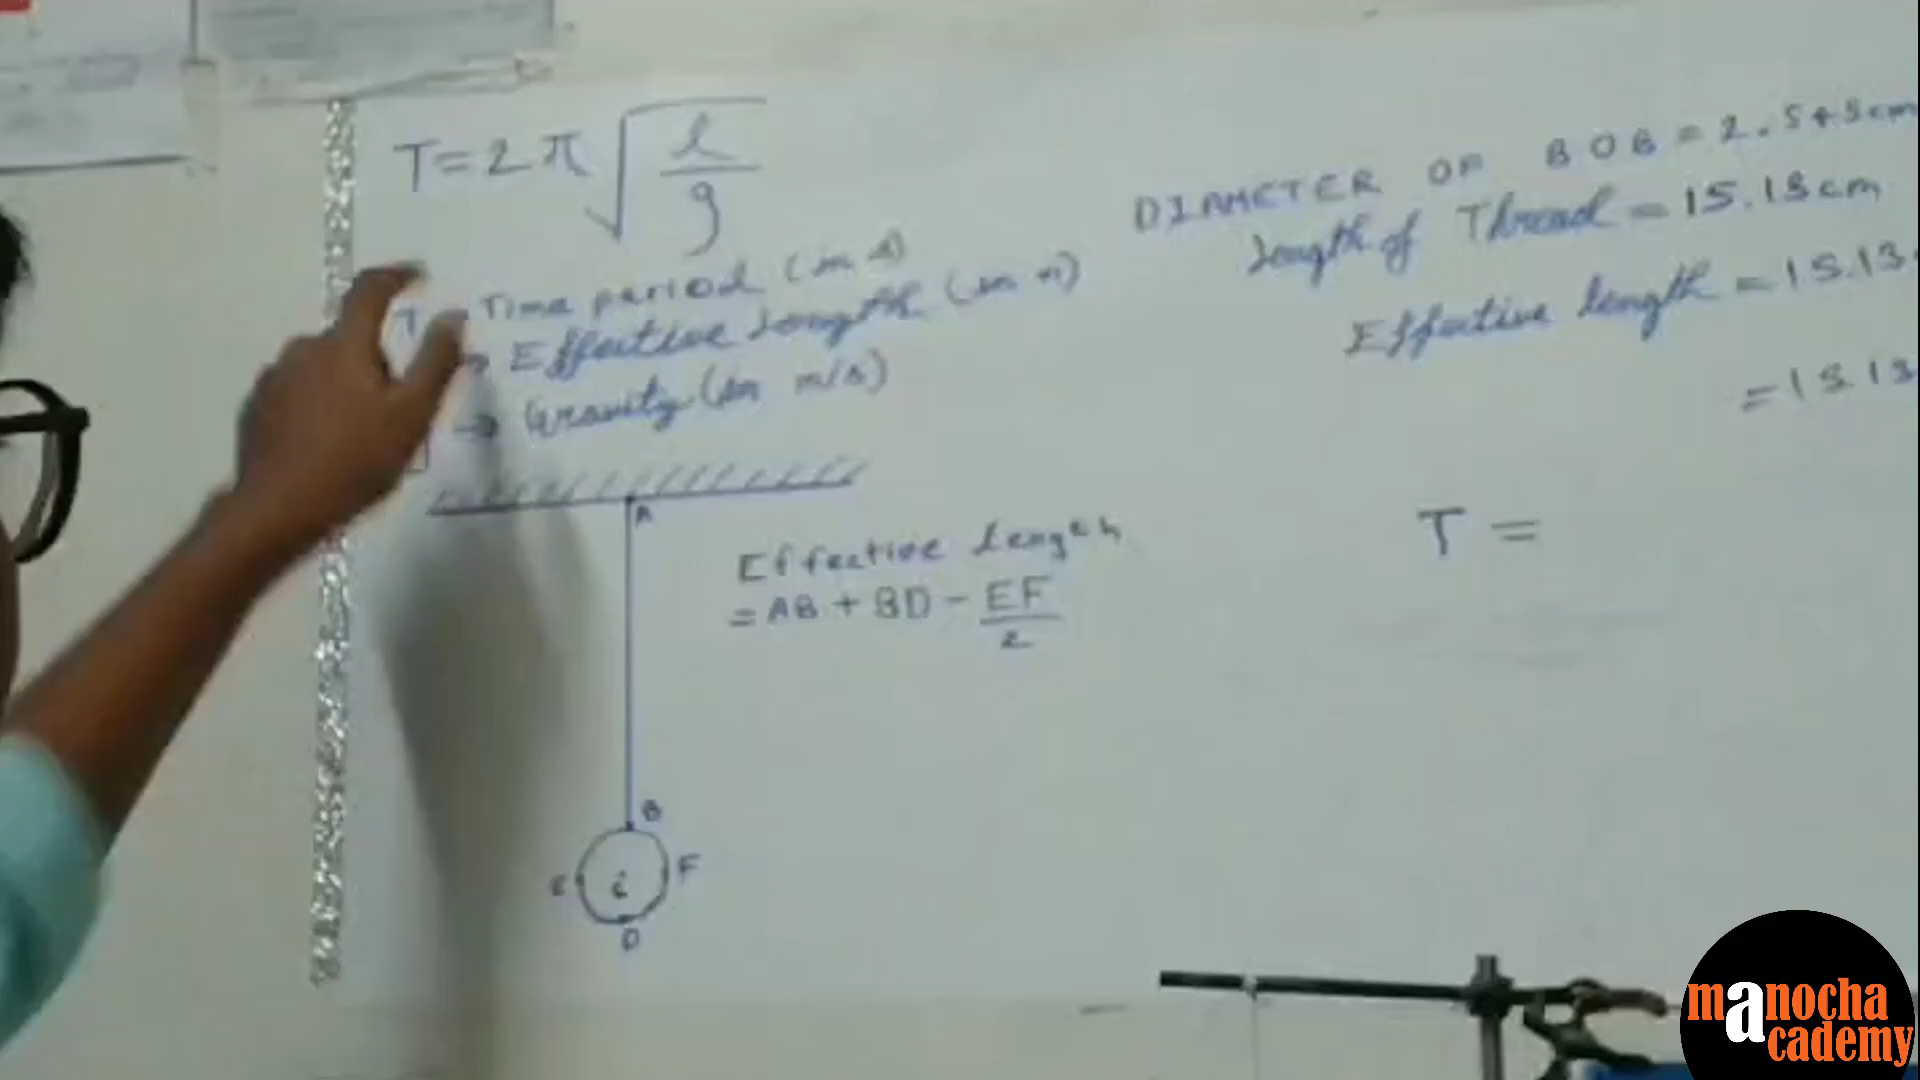 T = 2π√(l/g)
T → Time period (in s)
→ Effective Length (in m)
→ Gravity (in m/s)
A
Effective Length
= AB + BD - EF/2
B
E C F
D
DIAMETER OF BOB = 2.545cm
Length of Thread = 15.13cm
Effective length = 15.13
= 15.13
T =
manocha
academy